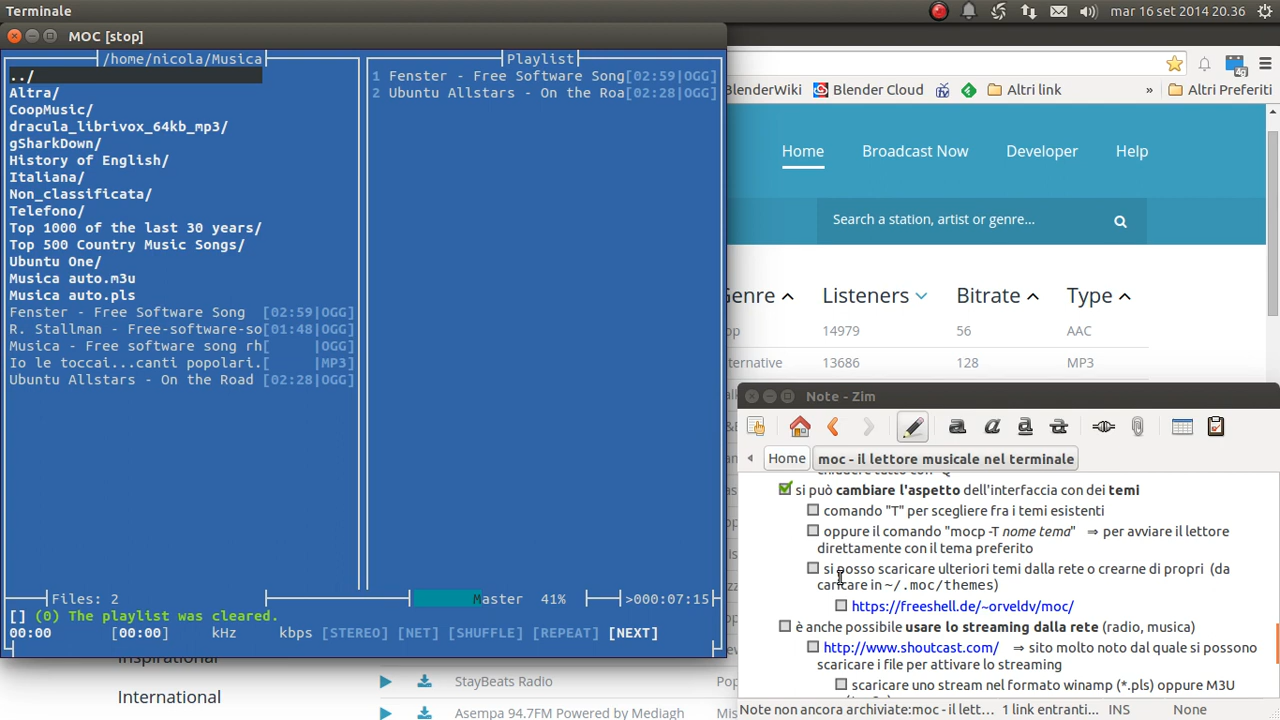 Terminale
mar 16 set 2014 20.36
MOC [stop]
/home/nicola/Musica
../
Altra/
CoopMusic/
dracula_librivox_64kb_mp3/
gSharkDown/
History of English/
Italiana/
Non_classificata/
Telefono/
Top 1000 of the last 30 years/
Top 500 Country Music Songs/
Ubuntu One/
Musica auto.m3u
Musica auto.pls
Fenster - Free Software Song [02:59|OGG]
R. Stallman - Free-software-so[01:48|OGG]
Musica - Free software song rh[ |OGG]
Io le toccai...canti popolari.[ |MP3]
Ubuntu Allstars - On the Road [02:28|OGG]
Playlist
1 Fenster - Free Software Song[02:59|OGG]
2 Ubuntu Allstars - On the Roa[02:28|OGG]
Files: 2
Master 41%
>000:07:15
[] (0) The playlist was cleared.
00:00 [00:00] kHz kbps [STEREO] [NET] [SHUFFLE] [REPEAT] [NEXT]
BlenderWiki
Blender Cloud
Altri link
»
Altri Preferiti
Home
Broadcast Now
Developer
Help
Search a station, artist or genre...
Genre
Listeners
Bitrate
Type
14979 56 AAC
ternative 13686 128 MP3
Note - Zim
Home
moc - il lettore musicale nel terminale
si può cambiare l'aspetto dell'interfaccia con dei temi
comando "T" per scegliere fra i temi esistenti
oppure il comando "mocp -T nome tema" ⇒ per avviare il lettore
direttamente con il tema preferito
si posso scaricare ulteriori temi dalla rete o crearne di propri (da
caricare in ~/.moc/themes)
https://freeshell.de/~orveldv/moc/
è anche possibile usare lo streaming dalla rete (radio, musica)
http://www.shoutcast.com/ ⇒ sito molto noto dal quale si possono
scaricare i file per attivare lo streaming
scaricare uno stream nel formato winamp (*.pls) oppure M3U
Note non ancora archiviate:moc - il lett...
1 link entranti...
INS
None
Inspirational
International
StayBeats Radio
Pop
Asempa 94.7FM Powered by Mediagh